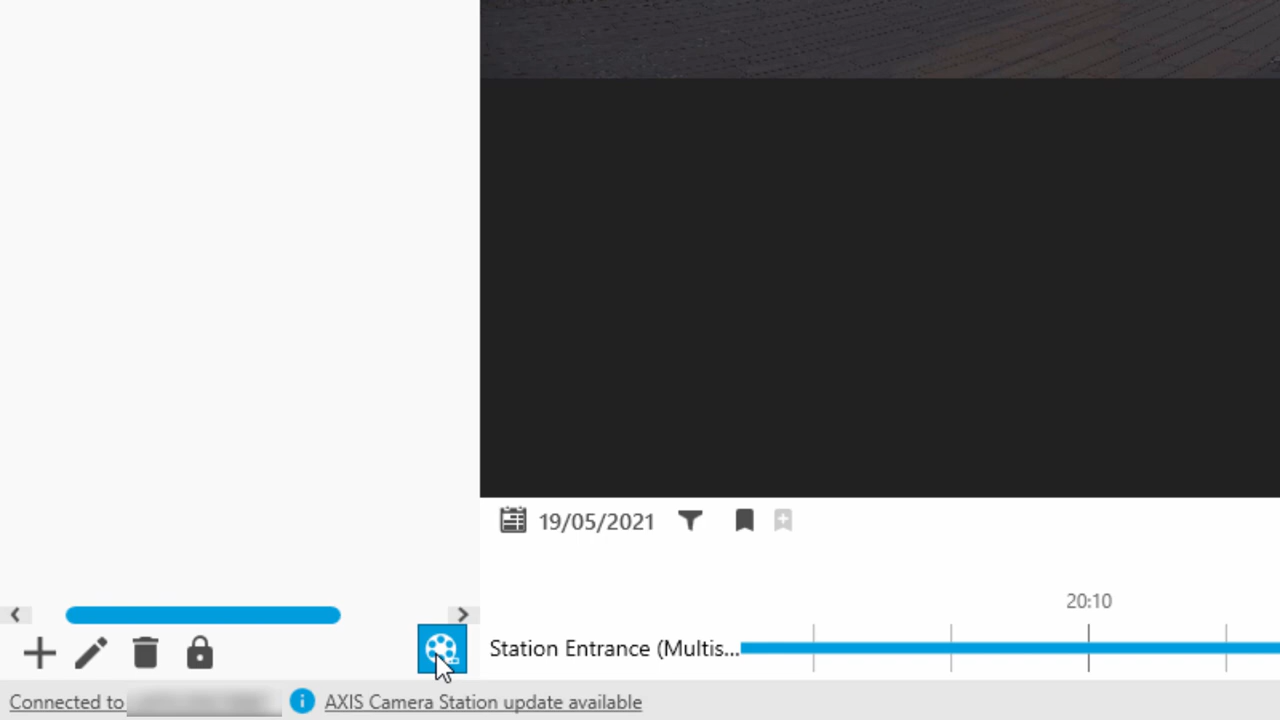 19/05/2021
20:10
Station Entrance (Multis...
Connected to
AXIS Camera Station update available